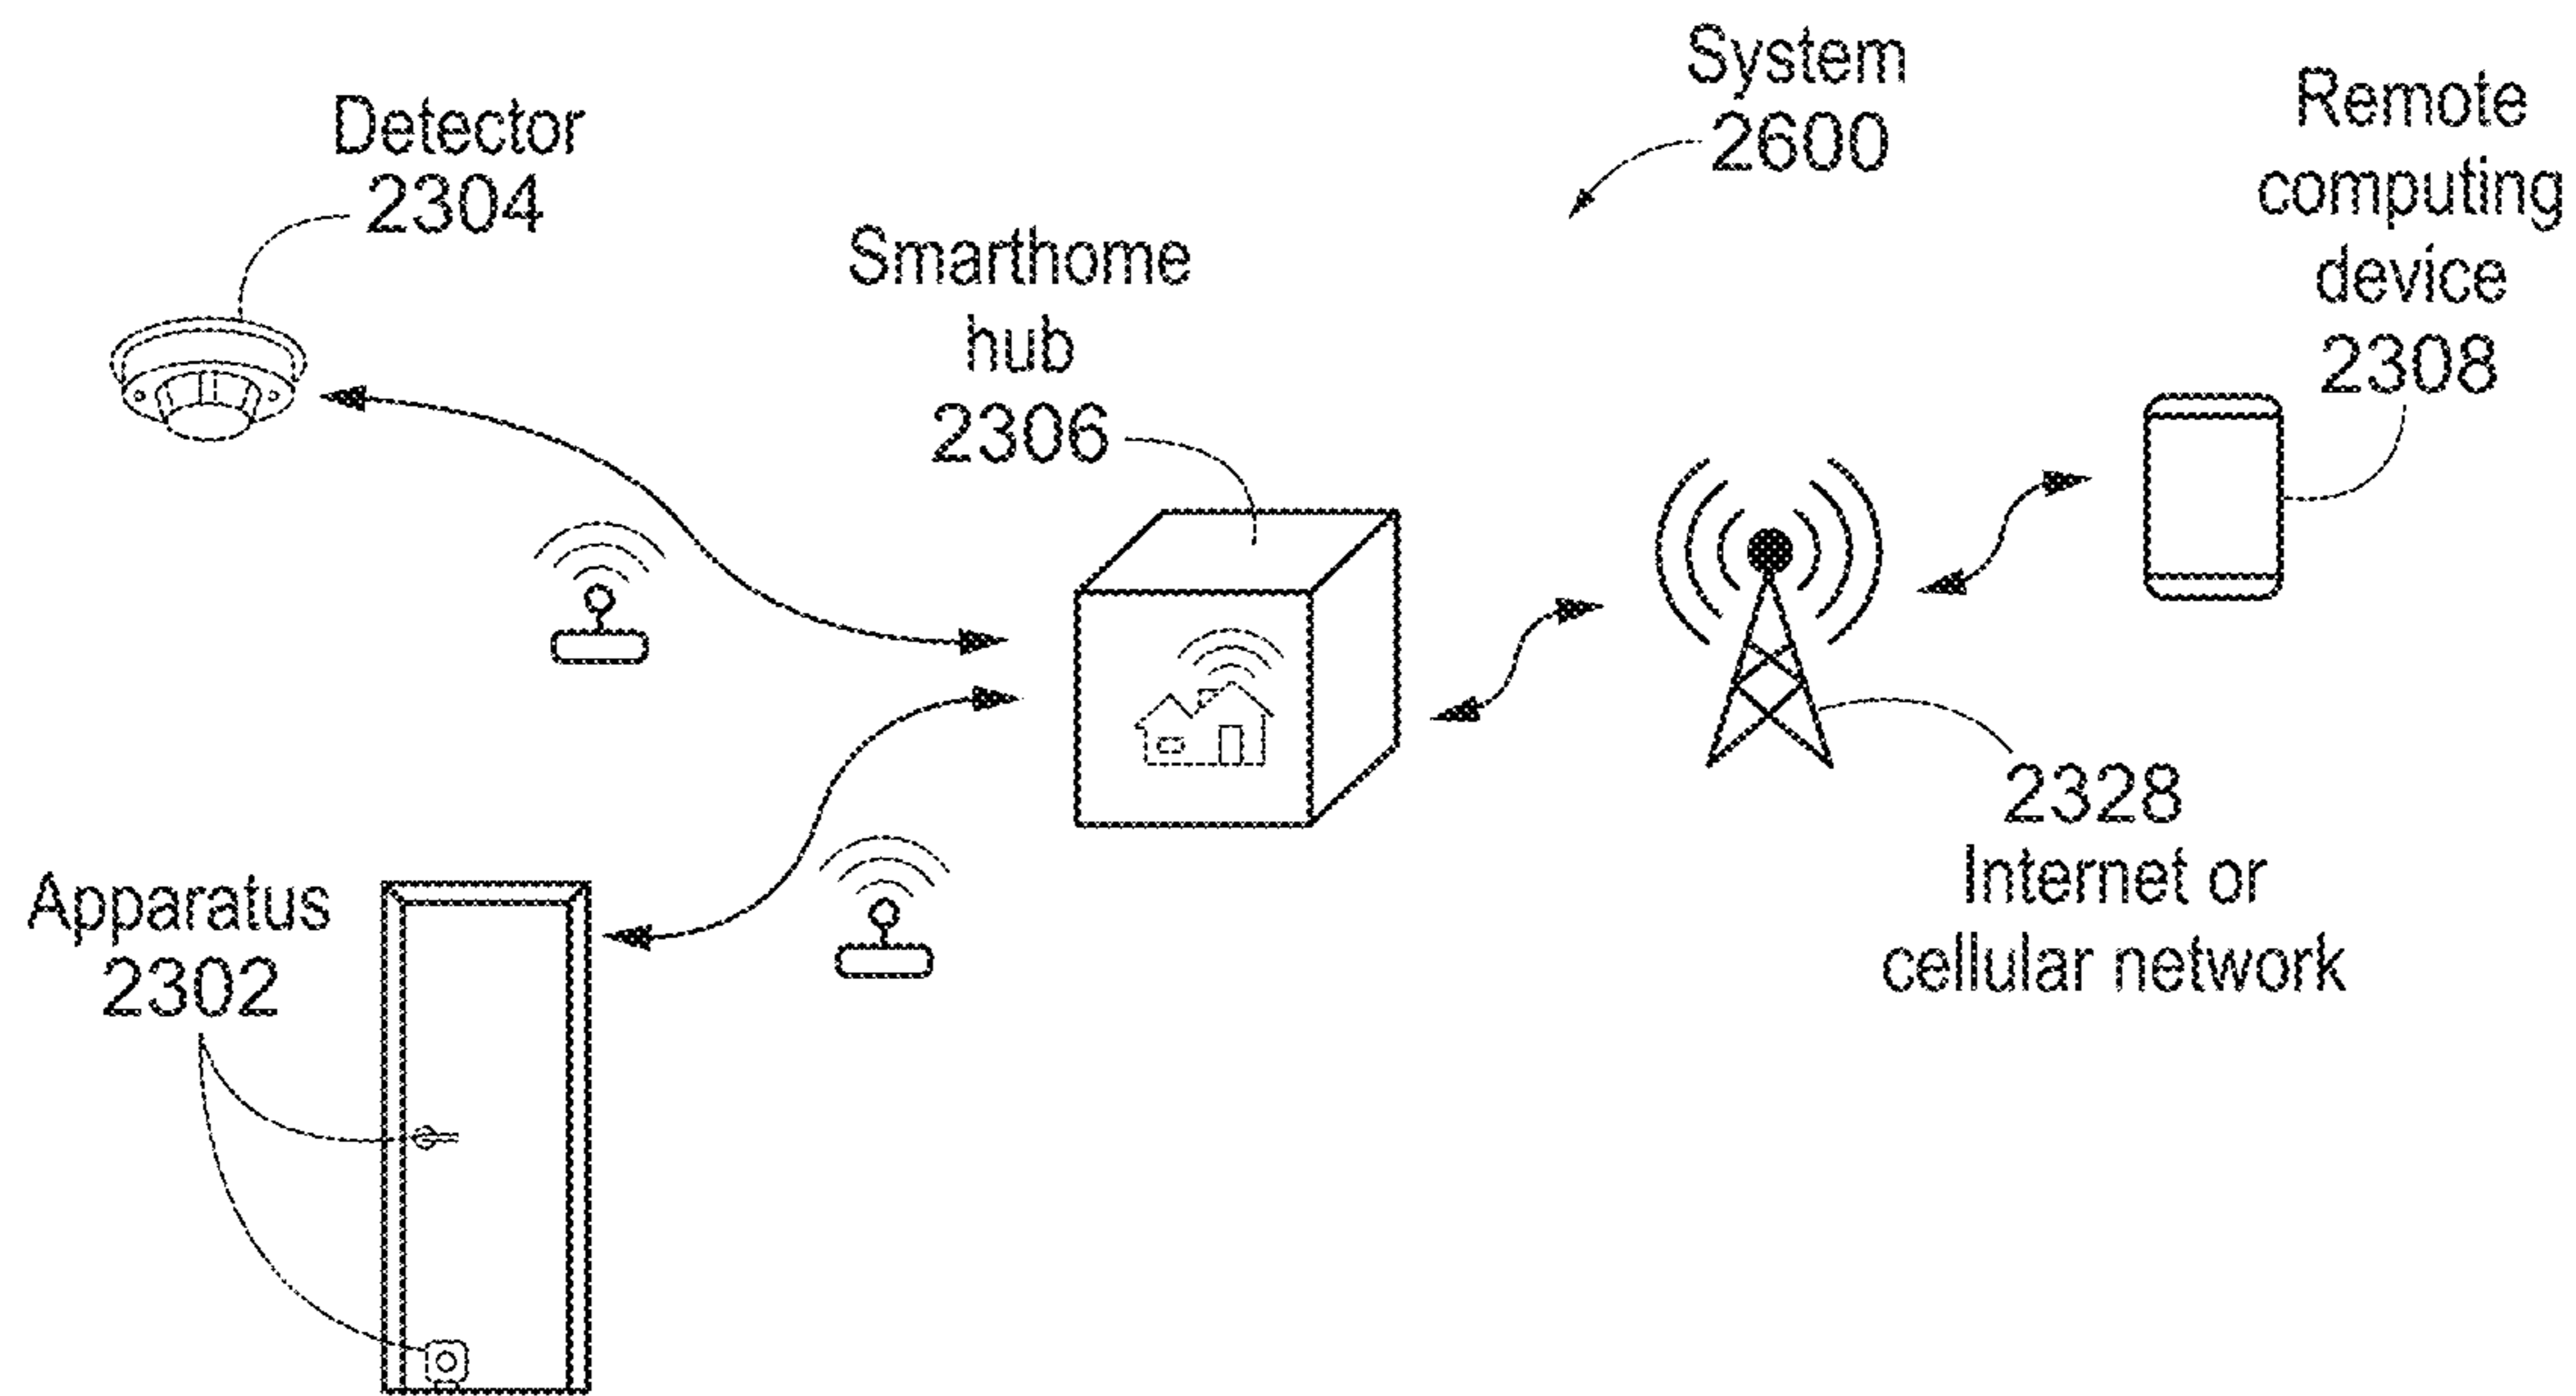 System
2600
Detector
2304
Remote
computing
device
2308
Smarthome
hub
2306
2328
Internet or
cellular network
Apparatus
2302